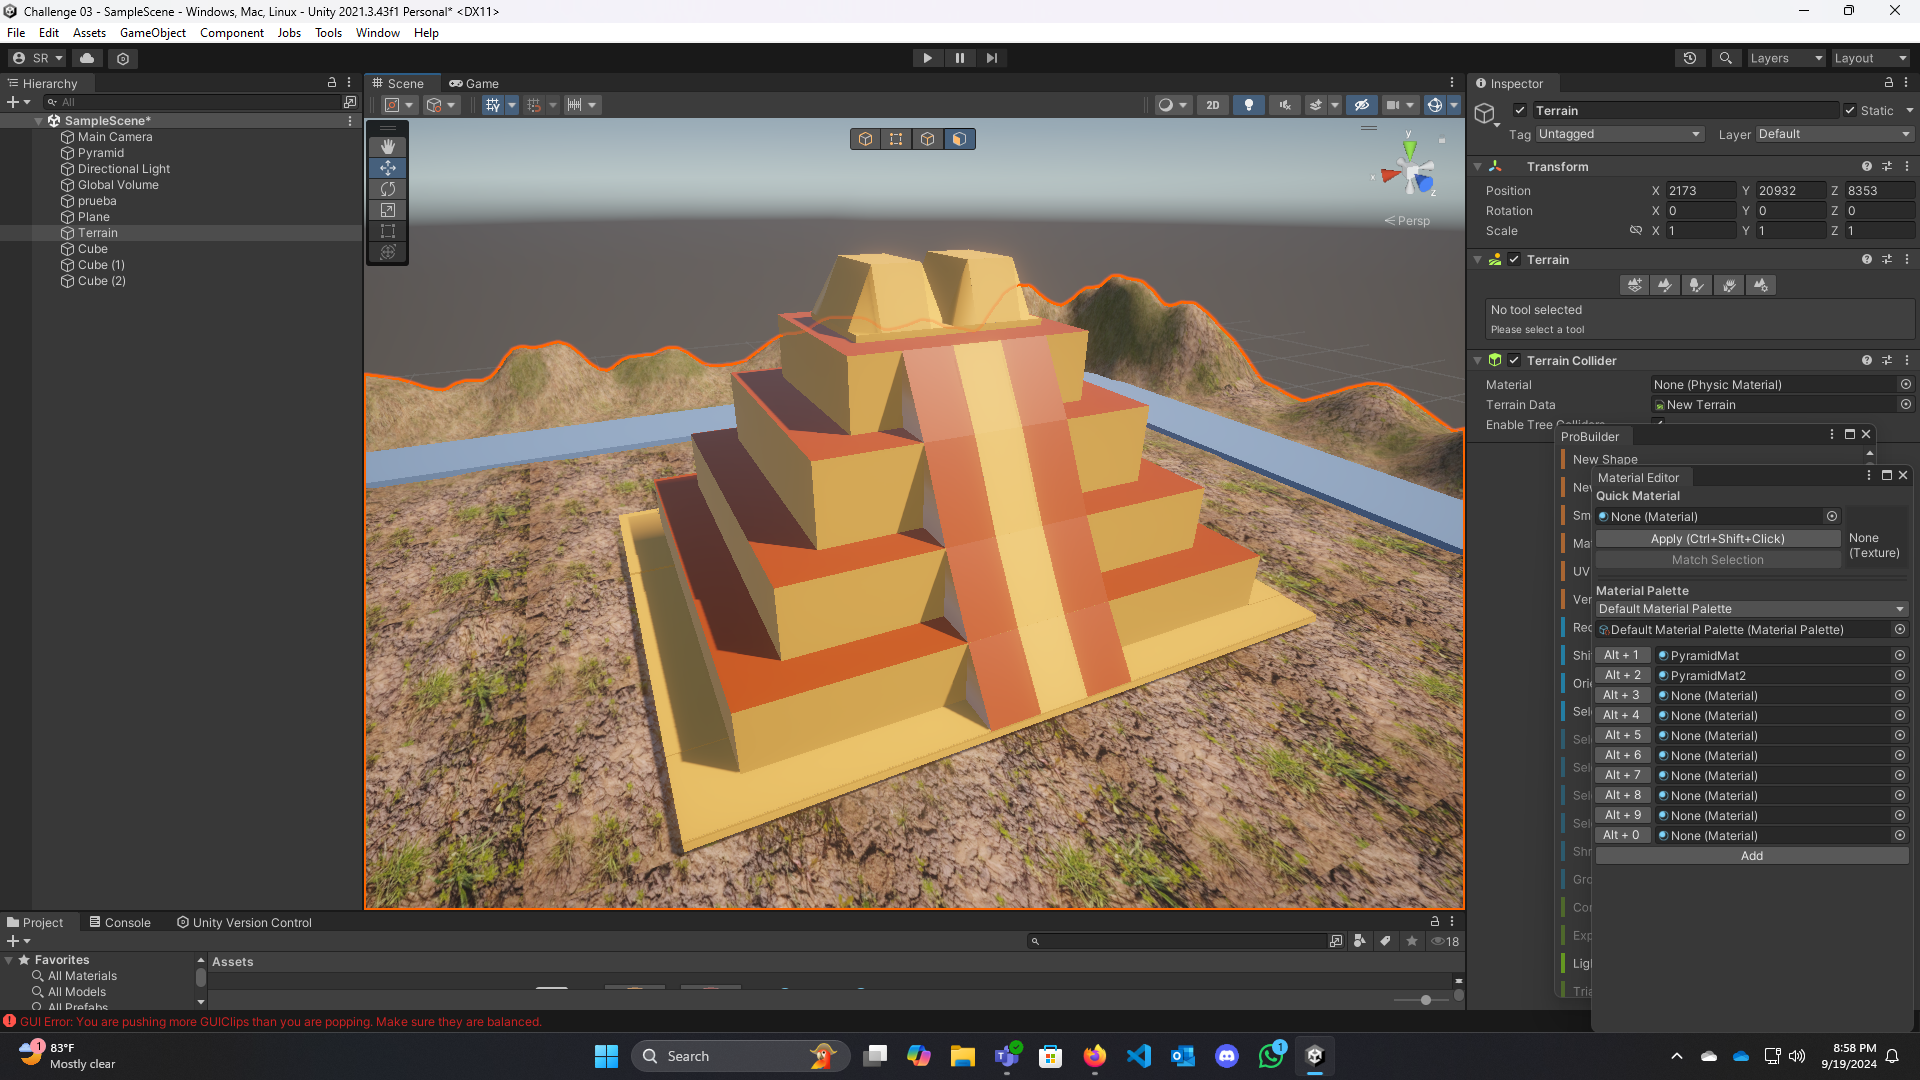 Challenge 03 - SampleScene - Windows, Mac, Linux - Unity 2021.3.43f1 Personal* <DX11>
File Edit Assets GameObject Component Jobs Tools Window Help
SR
Layers Layout
Hierarchy
All
SampleScene*
Main Camera
Pyramid
Directional Light
Global Volume
prueba
Plane
Terrain
Cube
Cube (1)
Cube (2)
Scene Game
2D
y
x
z
Persp
Inspector
Terrain Static
Tag Untagged Layer Default
Transform
Position X 2173 Y 20932 Z 8353
Rotation X 0 Y 0 Z 0
Scale X 1 Y 1 Z 1
Terrain
No tool selected
Please select a tool
Terrain Collider
Material None (Physic Material)
Terrain Data New Terrain
Enable Tree Colliders
ProBuilder
New Shape
New
Sm
Mat
UV
Ver
Rec
Shi
Orie
Sel
Sel
Sel
Sel
Sel
Shr
Gro
Con
Exp
Ligh
Tria
Material Editor
Quick Material
None (Material)
Apply (Ctrl+Shift+Click)
Match Selection
None
(Texture)
Material Palette
Default Material Palette
Default Material Palette (Material Palette)
Alt + 1 PyramidMat
Alt + 2 PyramidMat2
Alt + 3 None (Material)
Alt + 4 None (Material)
Alt + 5 None (Material)
Alt + 6 None (Material)
Alt + 7 None (Material)
Alt + 8 None (Material)
Alt + 9 None (Material)
Alt + 0 None (Material)
Add
Project Console Unity Version Control
18
Favorites
All Materials
All Models
All Prefabs
Assets
GUI Error: You are pushing more GUIClips than you are popping. Make sure they are balanced.
1
83°F
Mostly clear
Search
1
8:58 PM
9/19/2024